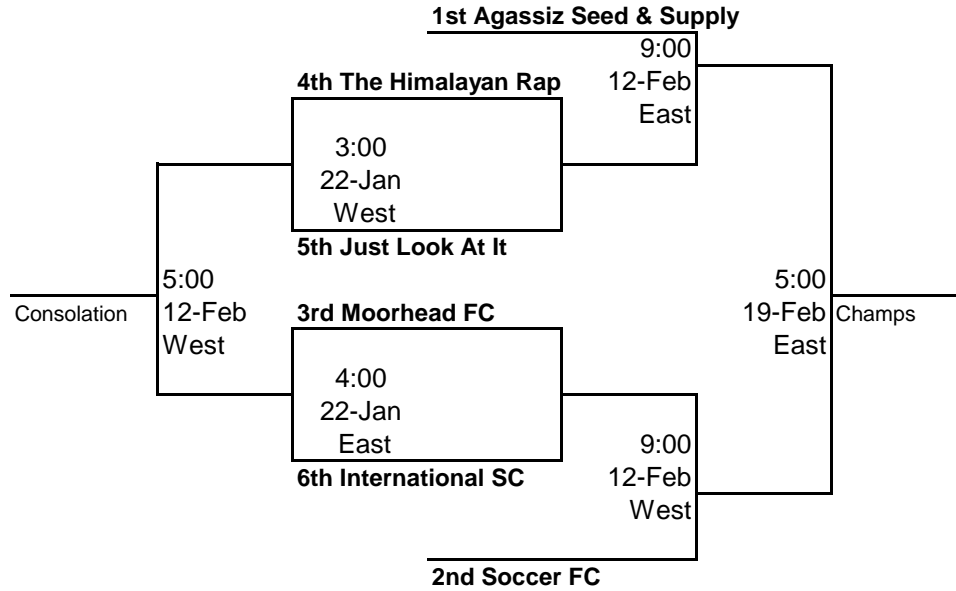 1st Agassiz Seed & Supply
9:00
12-Feb
East
4th The Himalayan Rap
3:00
22-Jan
West
5th Just Look At It
5:00
12-Feb
West
Consolation
3rd Moorhead FC
5:00
19-Feb
East
Champs
4:00
22-Jan
East
6th International SC
9:00
12-Feb
West
2nd Soccer FC